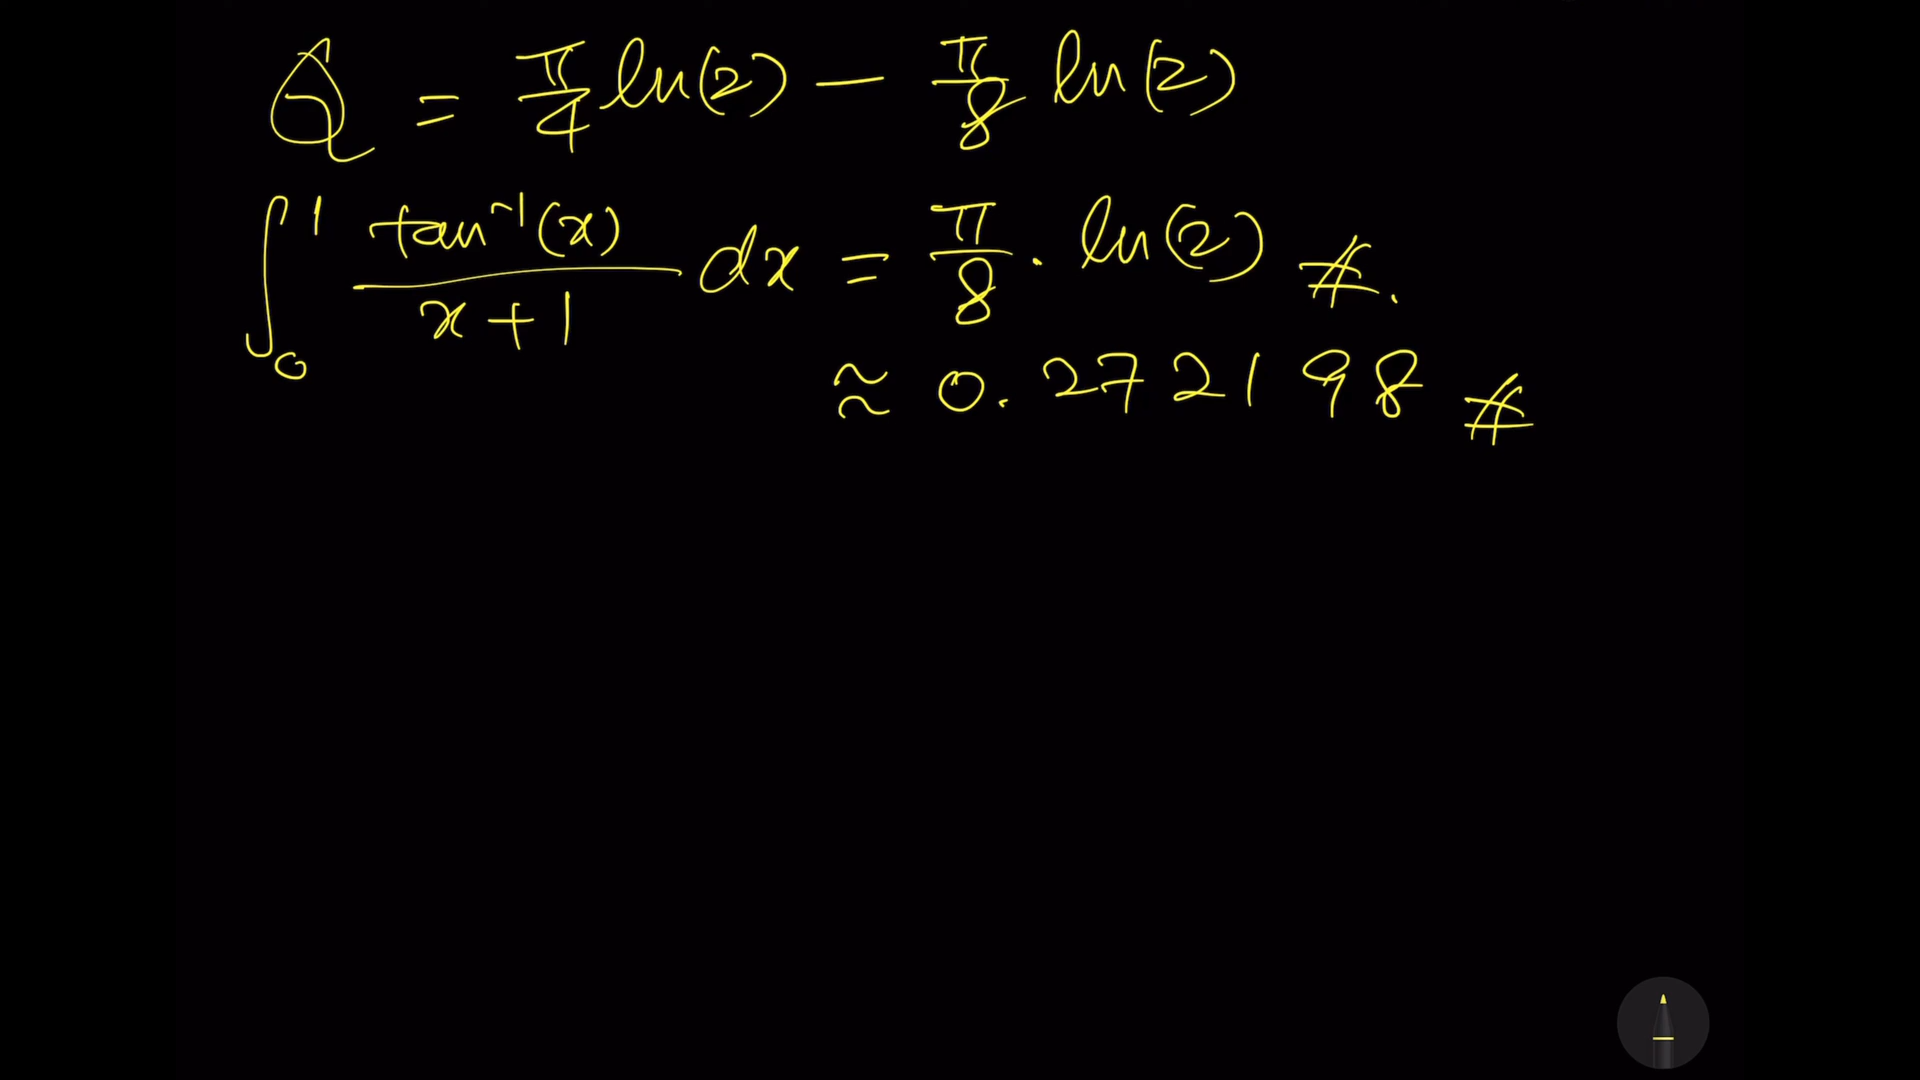 Q = π/4 ln(2) − π/8 ln(2)
∫₀¹ tan⁻¹(x)/(x+1) dx = π/8 · ln(2) #.
≈ 0.272198 #